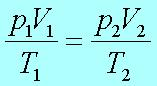 p₁V₁/T₁ = p₂V₂/T₂